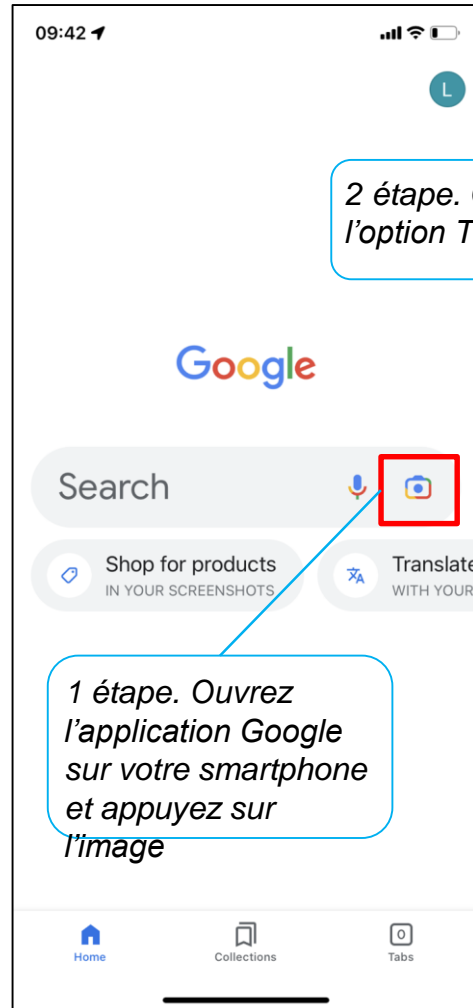 09:42
L
2 étape.
l’option
Google
Search
Shop for products
IN YOUR SCREENSHOTS
Translate
WITH YOUR
1 étape. Ouvrez
l’application Google
sur votre smartphone
et appuyez sur
l’image
Home
Collections
0
Tabs